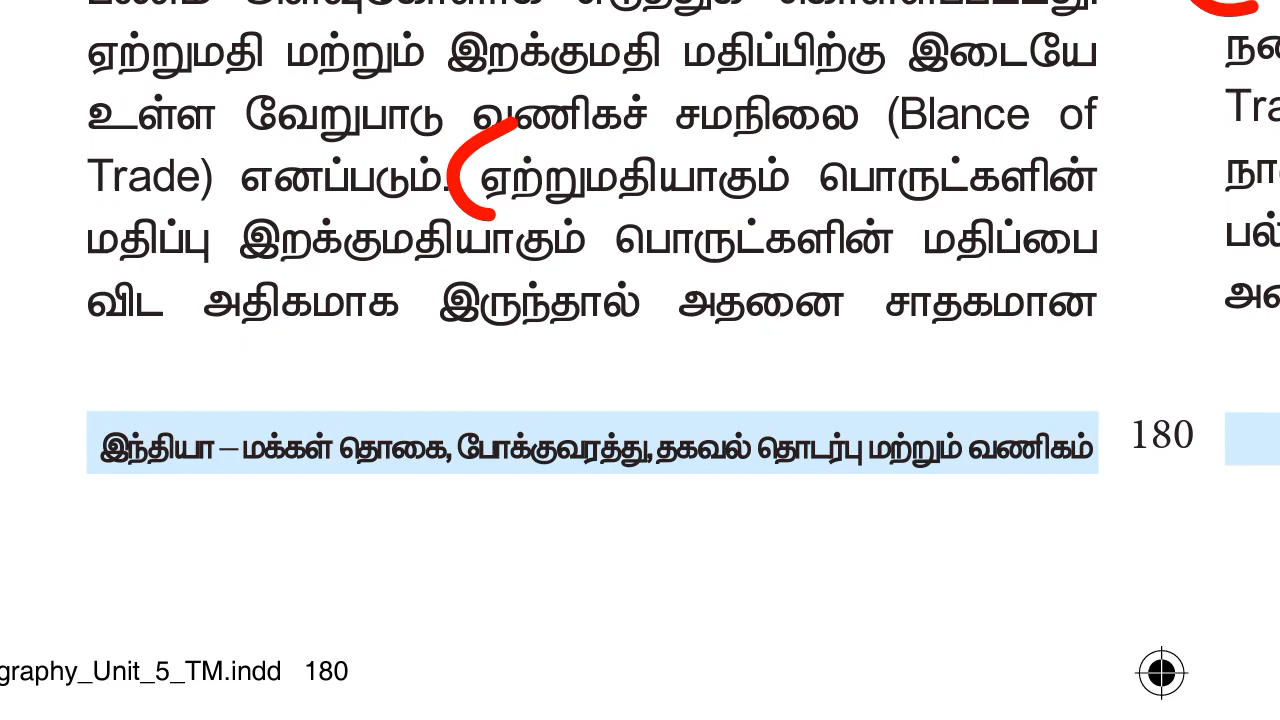 ஏற்றுமதி மற்றும் இறக்குமதி மதிப்பிற்கு இடையே
உள்ள வேறுபாடு வணிகச் சமநிலை (Blance of
Trade) எனப்படும். ஏற்றுமதியாகும் பொருட்களின்
மதிப்பு இறக்குமதியாகும் பொருட்களின் மதிப்பை
விட அதிகமாக இருந்தால் அதனை சாதகமான
இந்தியா – மக்கள் தொகை, போக்குவரத்து, தகவல் தொடர்பு மற்றும் வணிகம்
180
graphy_Unit_5_TM.indd 180